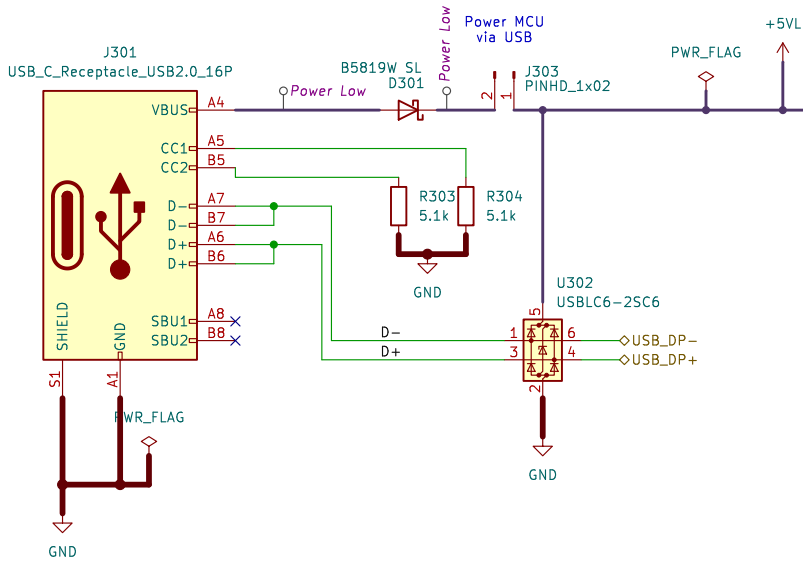 +5VL
Power MCU
via USB
Power Low
J301
USB_C_Receptacle_USB2.0_16P
B5819W SL
D301
J303
PINHD_1x02
PWR_FLAG
Power Low
VBUS
A4
2
1
CC1
A5
CC2
B5
D-
A7
D-
B7
D+
A6
D+
B6
R303
5.1k
R304
5.1k
GND
U302
USBLC6-2SC6
SBU1
A8
SBU2
B8
SHIELD
GND
S1
A1
D-
D+
5
1
3
6
4
2
USB_DP-
USB_DP+
PWR_FLAG
GND
GND